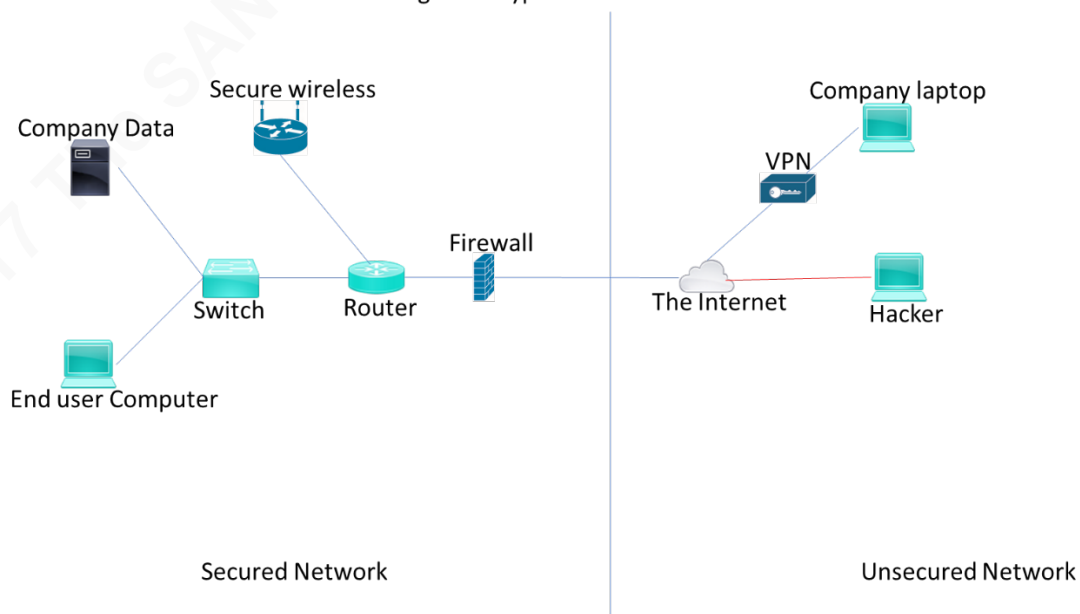 Secure wireless
Company laptop
Company Data
VPN
Firewall
Switch
Router
The Internet
Hacker
End user Computer
Secured Network
Unsecured Network